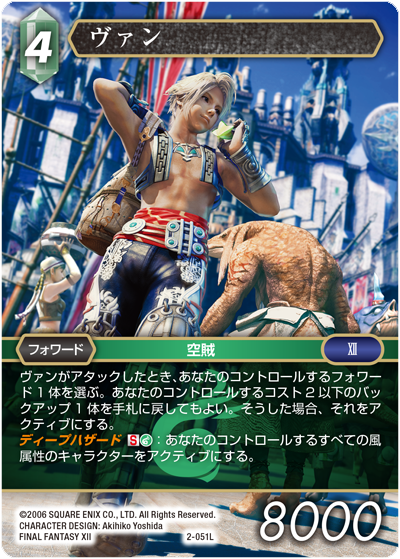 4
ヴァン
フォワード
空賊
XII
ヴァンがアタックしたとき、あなたのコントロールするフォワー
ド1体を選ぶ。あなたのコントロールするコスト2以下のバッ
クアップ1体を手札に戻してもよい。そうした場合、それをア
クティブにする。
ディープハザード S：あなたのコントロールするすべての風
属性のキャラクターをアクティブにする。
©2006 SQUARE ENIX CO., LTD. All Rights Reserved.
CHARACTER DESIGN: Akihiko Yoshida
FINAL FANTASY XII
2-051L
8000